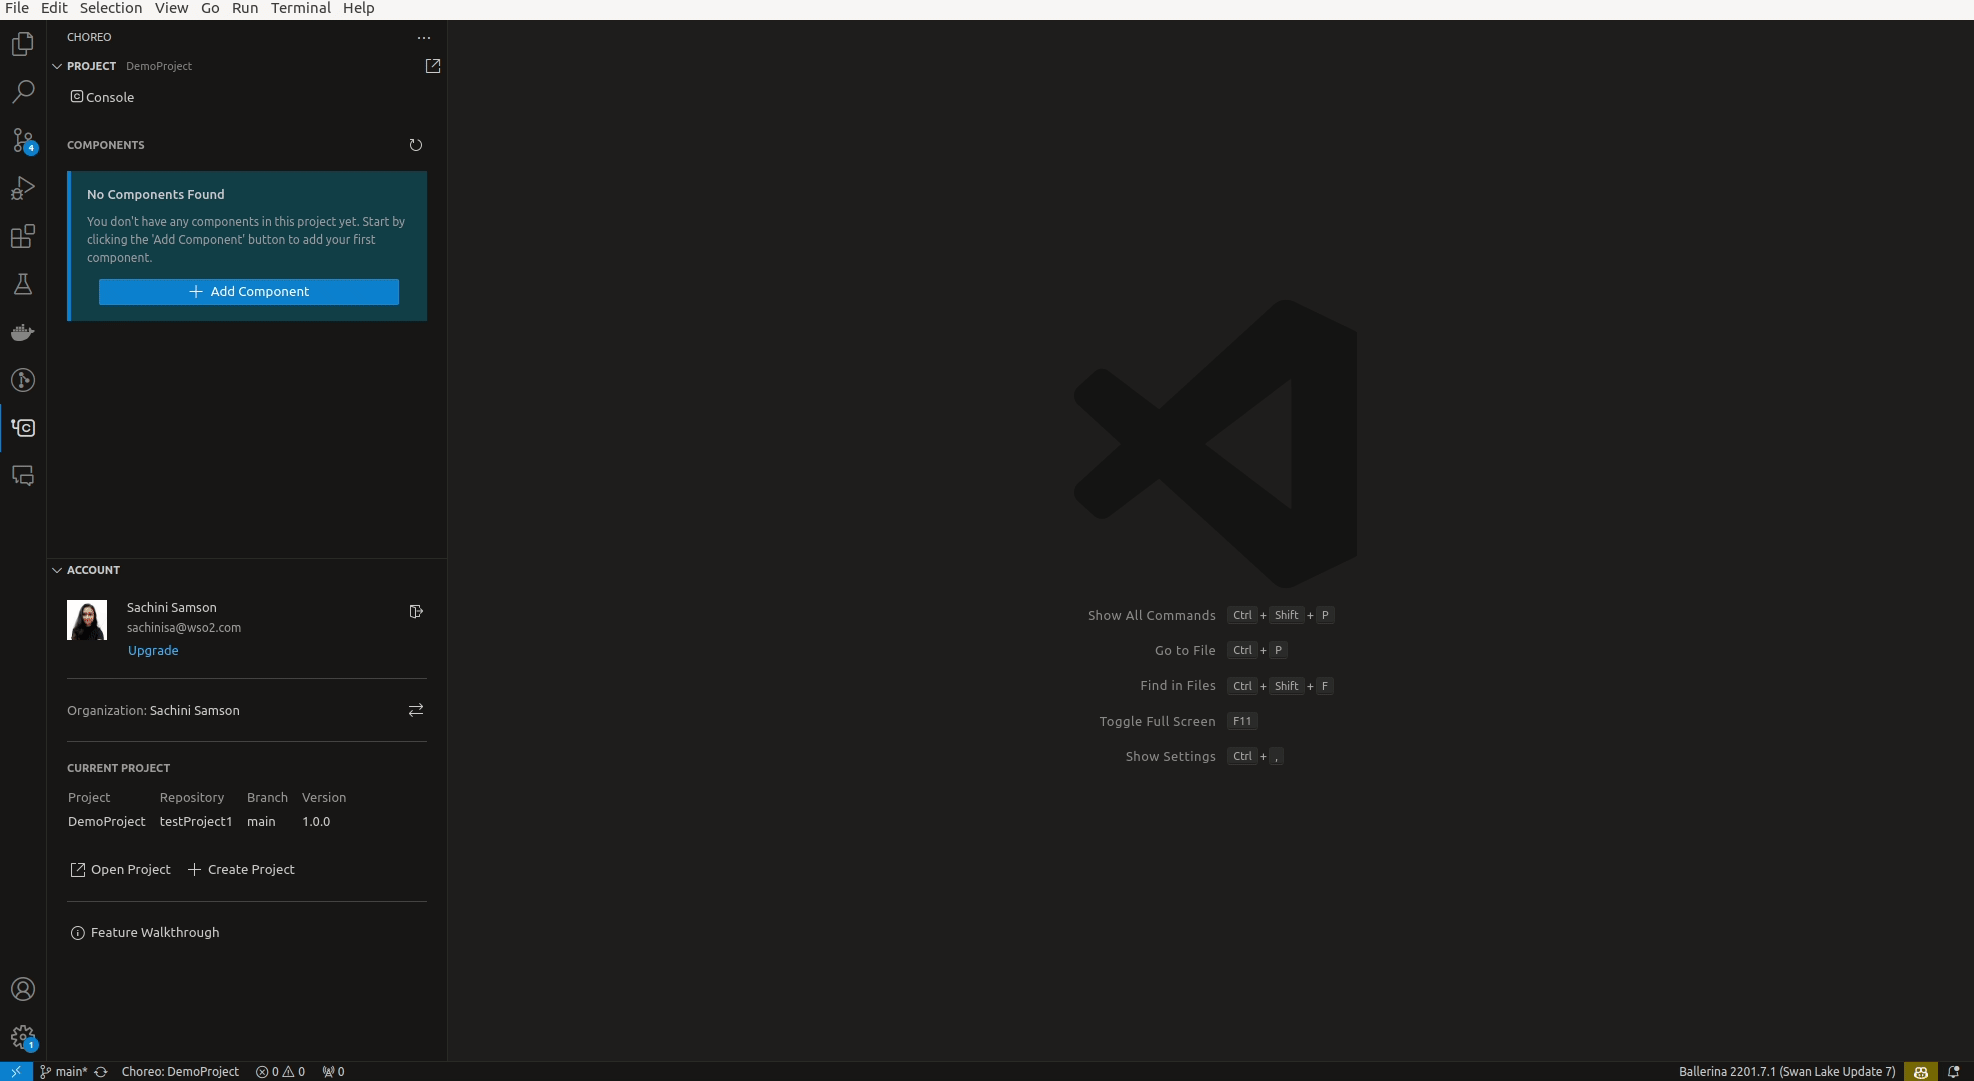 File Edit Selection View Go Run Terminal Help
CHOREO
PROJECT DemoProject
Console
COMPONENTS
4
No Components Found
You don't have any components in this project yet. Start by
clicking the 'Add Component' button to add your first
component.
Add Component
ACCOUNT
Sachini Samson
sachinisa@wso2.com
Upgrade
Organization: Sachini Samson
CURRENT PROJECT
Project Repository Branch Version
DemoProject testProject1 main 1.0.0
Open Project Create Project
Feature Walkthrough
1
Show All Commands Ctrl + Shift + P
Go to File Ctrl + P
Find in Files Ctrl + Shift + F
Toggle Full Screen F11
Show Settings Ctrl + ,
main* Choreo: DemoProject 0 0 0 Ballerina 2201.7.1 (Swan Lake Update 7)